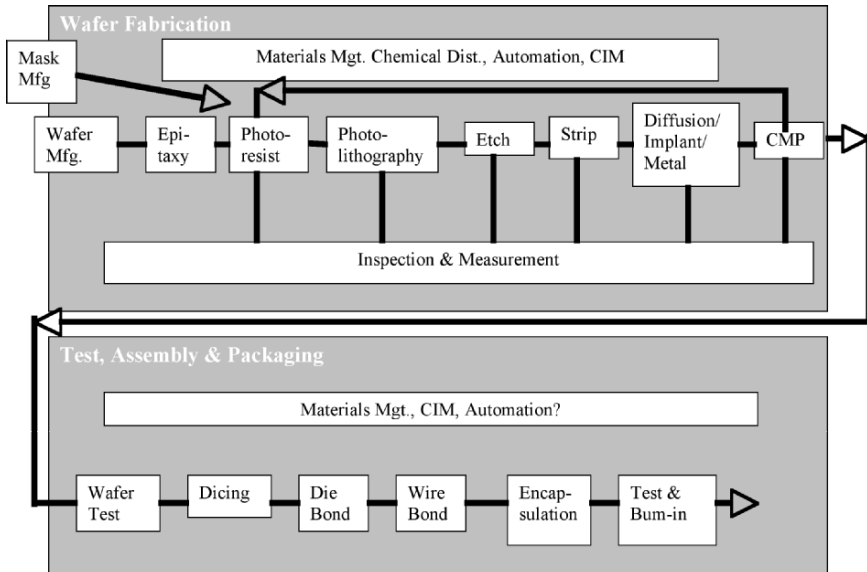 Wafer Fabrication
Materials Mgt. Chemical Dist., Automation, CIM
Mask
Mfg
Wafer
Mfg.
Epi-
taxy
Photo-
resist
Photo-
lithography
Etch
Strip
Diffusion/
Implant/
Metal
CMP
Inspection & Measurement
Test, Assembly & Packaging
Materials Mgt., CIM, Automation?
Wafer
Test
Dicing
Die
Bond
Wire
Bond
Encap-
sulation
Test &
Bum-in